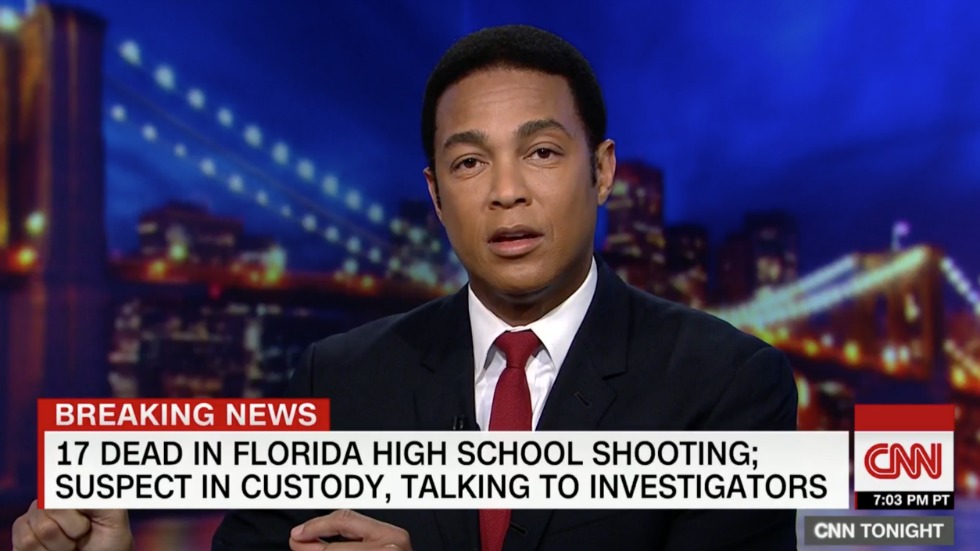 BREAKING NEWS
17 DEAD IN FLORIDA HIGH SCHOOL SHOOTING;
SUSPECT IN CUSTODY, TALKING TO INVESTIGATORS
CNN
7:03 PM PT
CNN TONIGHT